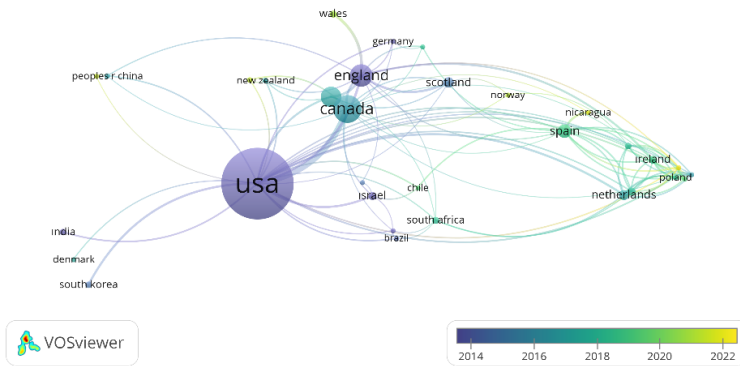 wales
germany
england
peoples r china
new zealand
scotland
norway
canada
nicaragua
spain
ireland
poland
usa
israel
chile
netherlands
south africa
india
brazil
denmark
south korea
VOSviewer
2014 2016 2018 2020 2022